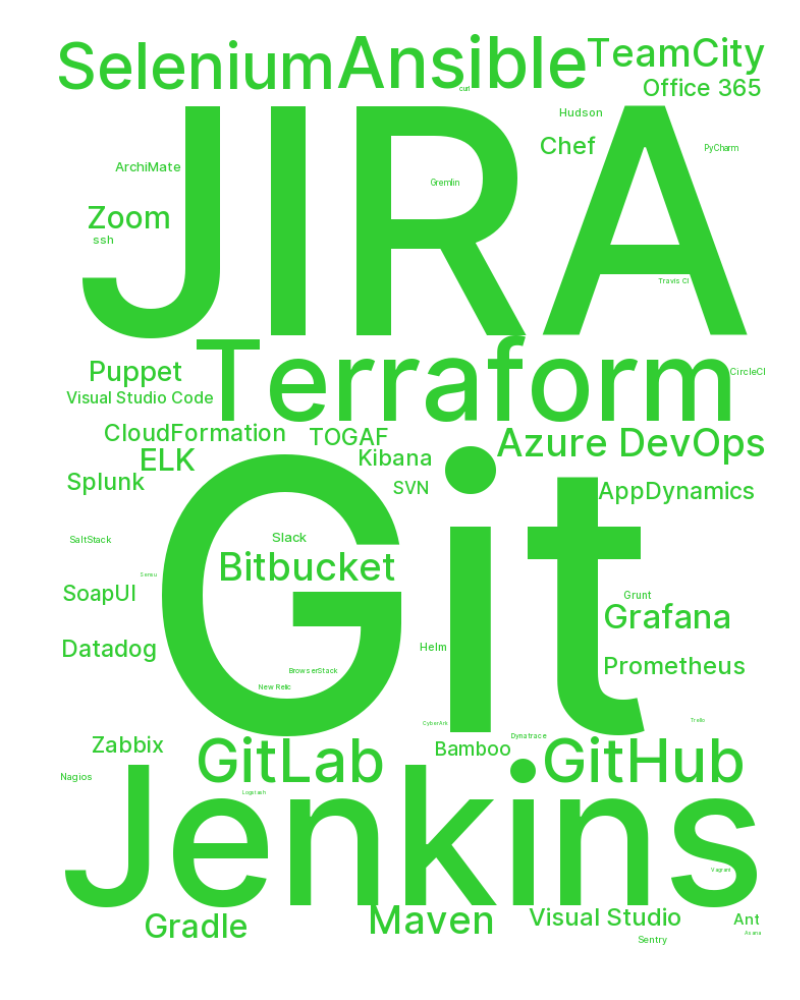 Selenium
Ansible
TeamCity
Office 365
curl
JIRA
Hudson
Chef
PyCharm
ArchiMate
Gremlin
Zoom
ssh
Travis CI
Terraform
Puppet
CircleCI
Visual Studio Code
CloudFormation
TOGAF
Azure DevOps
ELK
Kibana
Splunk
SVN
AppDynamics
Git
Slack
SaltStack
Bitbucket
SoapUI
Grunt
Grafana
Datadog
Helm
Prometheus
BrowserStack
New Relic
CyberArk
Trello
Dynatrace
Zabbix
GitLab
Bamboo
GitHub
Nagios
Jenkins
Logstash
Vagrant
Gradle
Maven
Visual Studio
Ant
Sentry